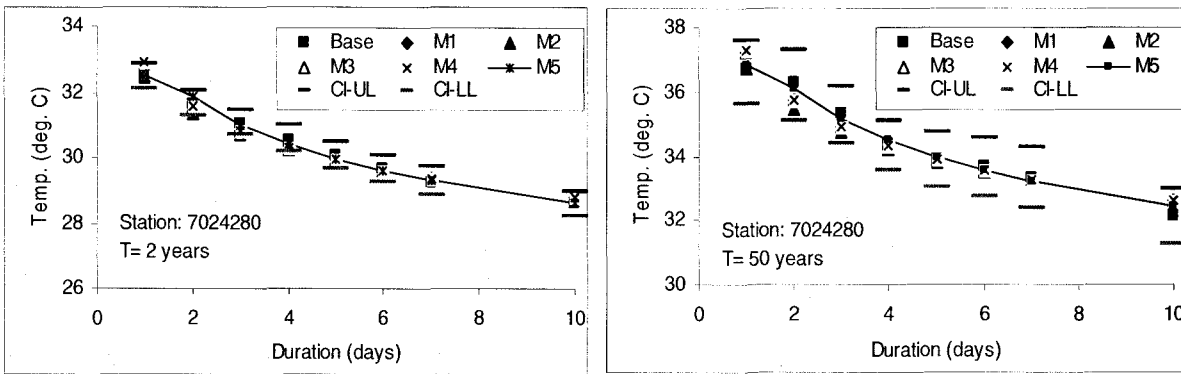 34
32
30
28
26
Temp. (deg. C)
Base M1 M2
M3 M4 M5
CI-UL CI-LL
Station: 7024280
T= 2 years
0 2 4 6 8 10
Duration (days)
38
36
34
32
30
Temp. (deg. C)
Base M1 M2
M3 M4 M5
CI-UL CI-LL
Station: 7024280
T= 50 years
0 2 4 6 8 10
Duration (days)